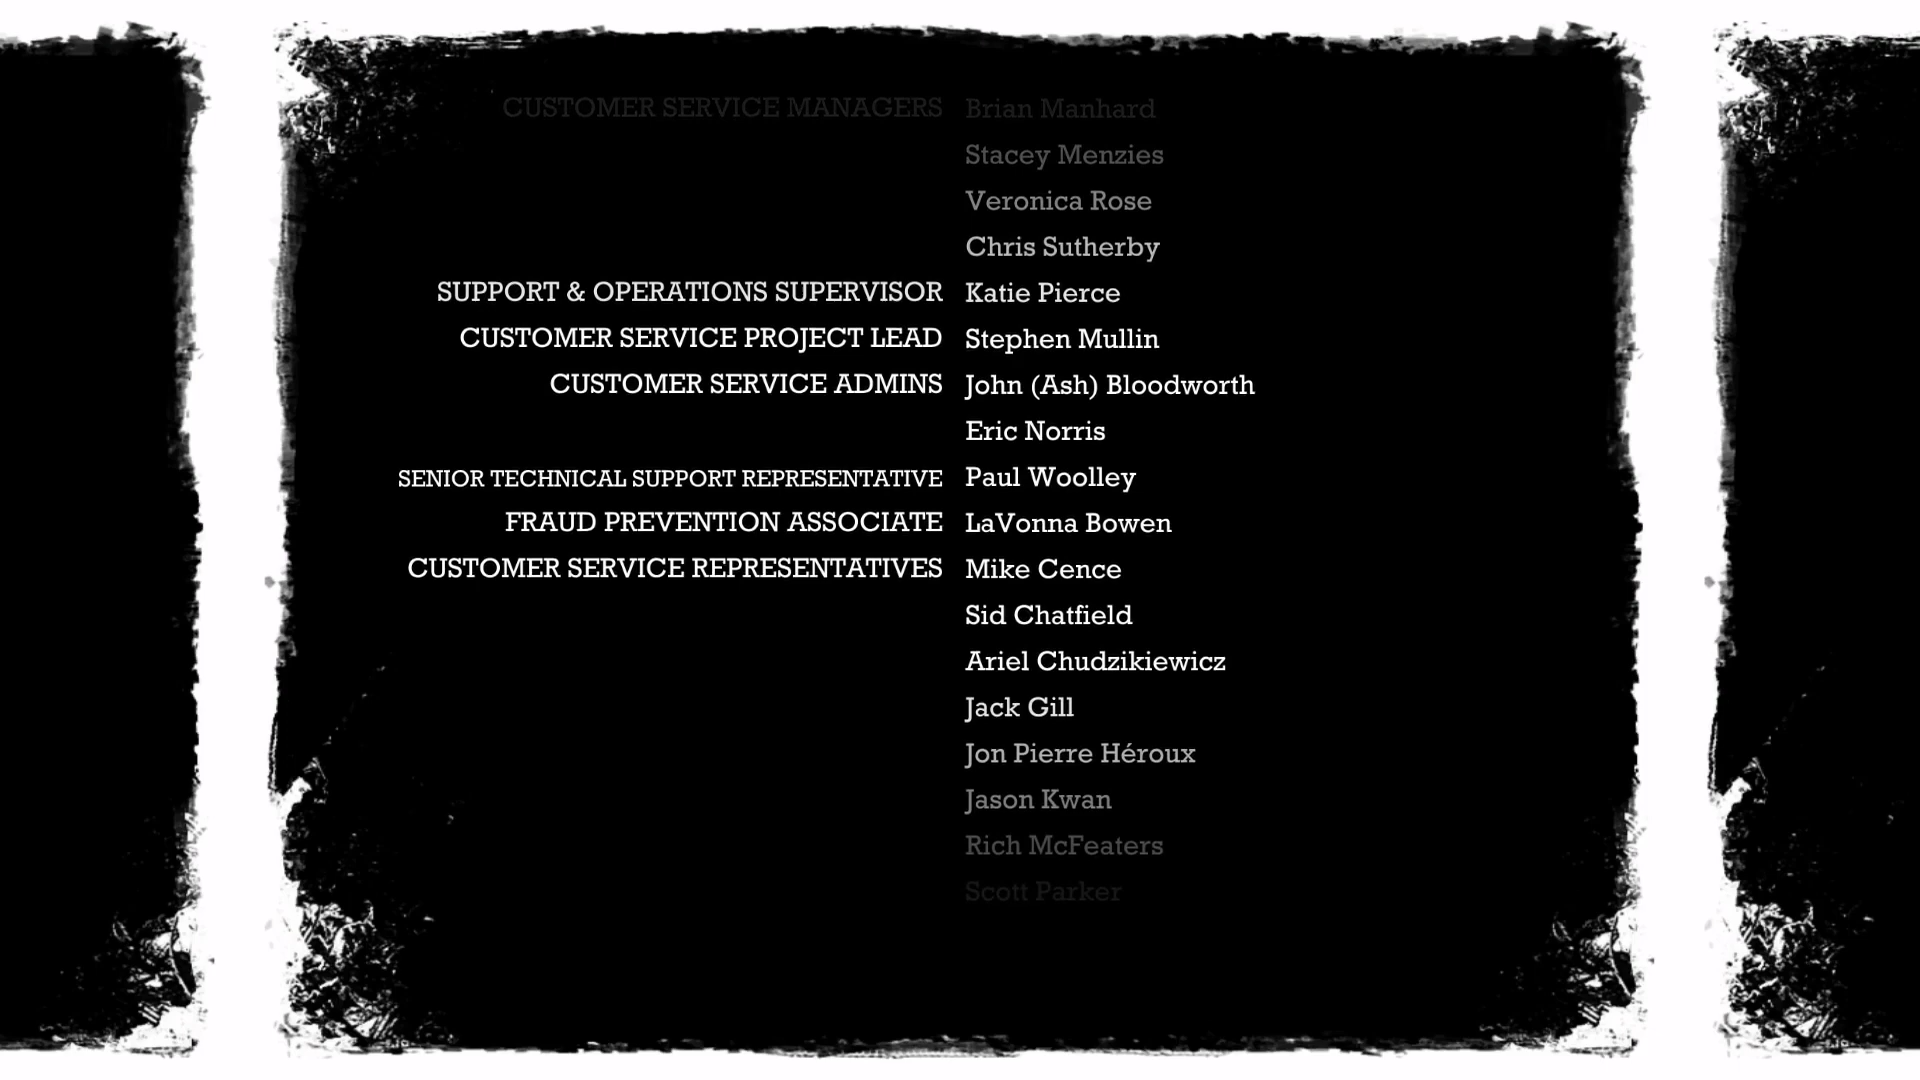 CUSTOMER SERVICE MANAGERS Brian Manhard
Stacey Menzies
Veronica Rose
Chris Sutherby
SUPPORT & OPERATIONS SUPERVISOR Katie Pierce
CUSTOMER SERVICE PROJECT LEAD Stephen Mullin
CUSTOMER SERVICE ADMINS John (Ash) Bloodworth
Eric Norris
SENIOR TECHNICAL SUPPORT REPRESENTATIVE Paul Woolley
FRAUD PREVENTION ASSOCIATE LaVonna Bowen
CUSTOMER SERVICE REPRESENTATIVES Mike Cence
Sid Chatfield
Ariel Chudzikiewicz
Jack Gill
Jon Pierre Héroux
Jason Kwan
Rich McFeaters
Scott Parker